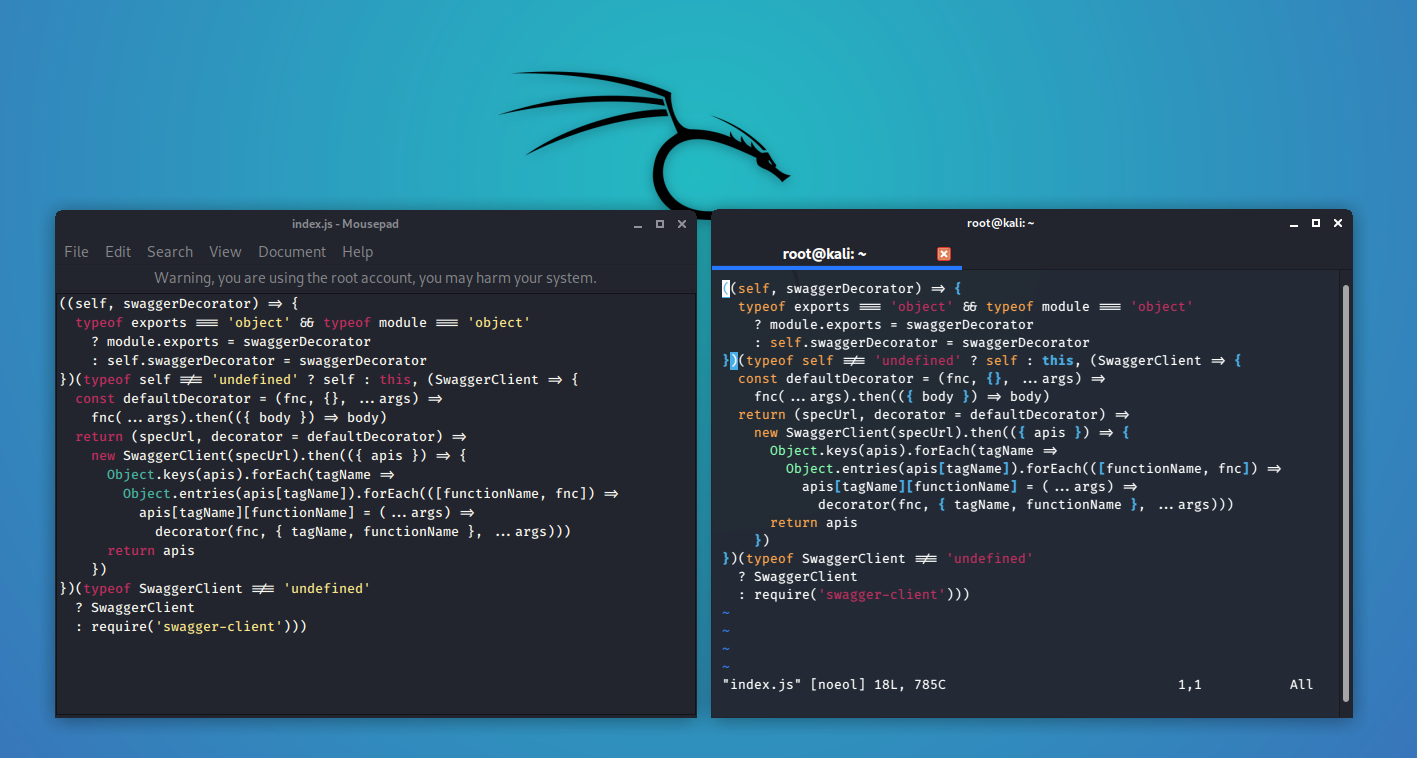 index.js - Mousepad
File Edit Search View Document Help
Warning, you are using the root account, you may harm your system.
((self, swaggerDecorator) => {
  typeof exports === 'object' && typeof module === 'object'
    ? module.exports = swaggerDecorator
    : self.swaggerDecorator = swaggerDecorator
})(typeof self !== 'undefined' ? self : this, (SwaggerClient => {
  const defaultDecorator = (fnc, {}, ...args) =>
    fnc(...args).then(({ body }) => body)
  return (specUrl, decorator = defaultDecorator) =>
    new SwaggerClient(specUrl).then(({ apis }) => {
      Object.keys(apis).forEach(tagName =>
        Object.entries(apis[tagName]).forEach(([functionName, fnc]) =>
          apis[tagName][functionName] = (...args) =>
            decorator(fnc, { tagName, functionName }, ...args)))
      return apis
    })
})(typeof SwaggerClient !== 'undefined'
  ? SwaggerClient
  : require('swagger-client')))
root@kali: ~
root@kali: ~
((self, swaggerDecorator) => {
  typeof exports === 'object' && typeof module === 'object'
    ? module.exports = swaggerDecorator
    : self.swaggerDecorator = swaggerDecorator
})(typeof self !== 'undefined' ? self : this, (SwaggerClient => {
  const defaultDecorator = (fnc, {}, ...args) =>
    fnc(...args).then(({ body }) => body)
  return (specUrl, decorator = defaultDecorator) =>
    new SwaggerClient(specUrl).then(({ apis }) => {
      Object.keys(apis).forEach(tagName =>
        Object.entries(apis[tagName]).forEach(([functionName, fnc]) =>
          apis[tagName][functionName] = (...args) =>
            decorator(fnc, { tagName, functionName }, ...args)))
      return apis
    })
})(typeof SwaggerClient !== 'undefined'
  ? SwaggerClient
  : require('swagger-client')))
~
~
~
~
"index.js" [noeol] 18L, 785C 1,1 All